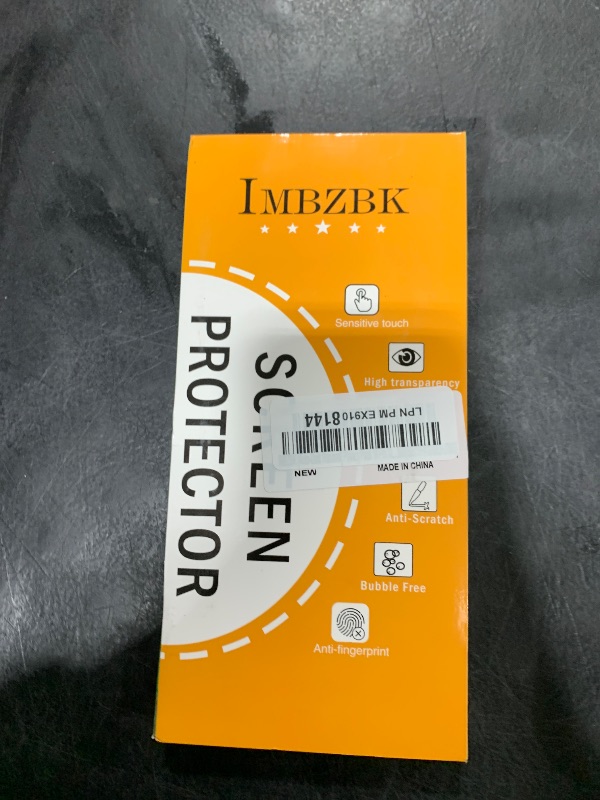 IMBZBK
Sensitive touch
High transparency
SCREEN
PROTECTOR
LPN PM EX9108144
NEW
MADE IN CHINA
Anti-Scratch
Bubble Free
Anti-fingerprint